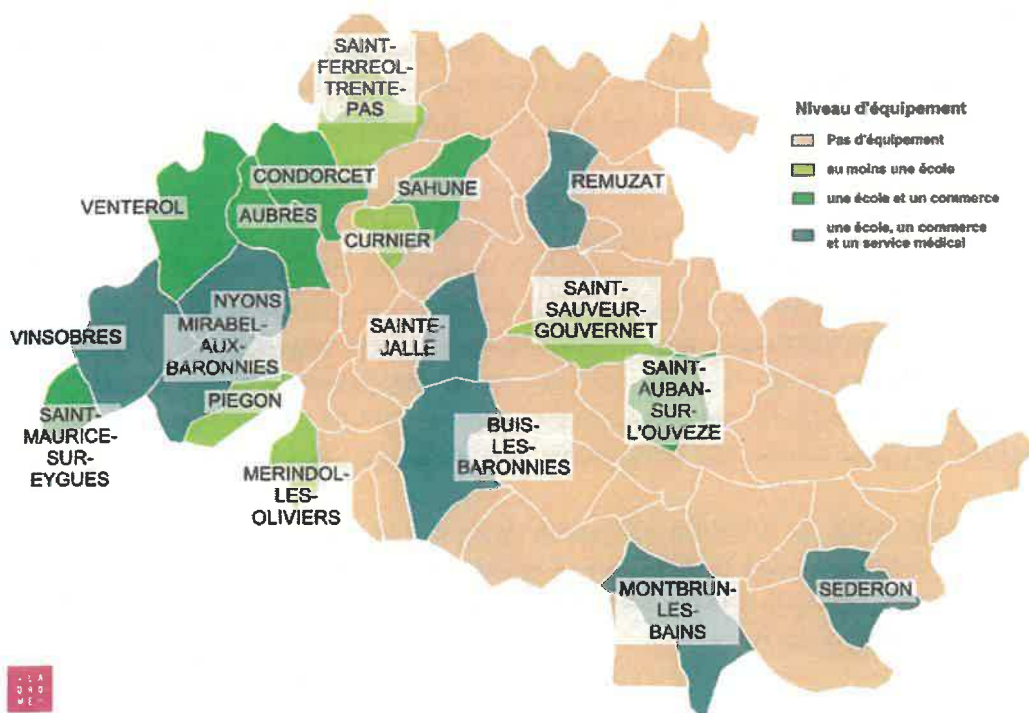 SAINT-
FERREOL-
TRENTE-
PAS
Niveau d'équipement
Pas d'équipement
au moins une école
une école et un commerce
une école, un commerce
et un service médical
CONDORCET
SAHUNE
REMUZAT
VENTEROL
AUBRES
CURNIER
NYONS
MIRABEL-
AUX-
BARONNIES
VINSOBRES
SAINTE-
JALLE
SAINT-
SAUVEUR-
GOUVERNET
SAINT-
AUBAN-
SUR-
L'OUVEZE
PIEGON
SAINT-
MAURICE-
SUR-
EYGUES
BUIS-
LES-
BARONNIES
MERINDOL-
LES-
OLIVIERS
MONTBRUN-
LES-
BAINS
SEDERON
LA
DRO
ME